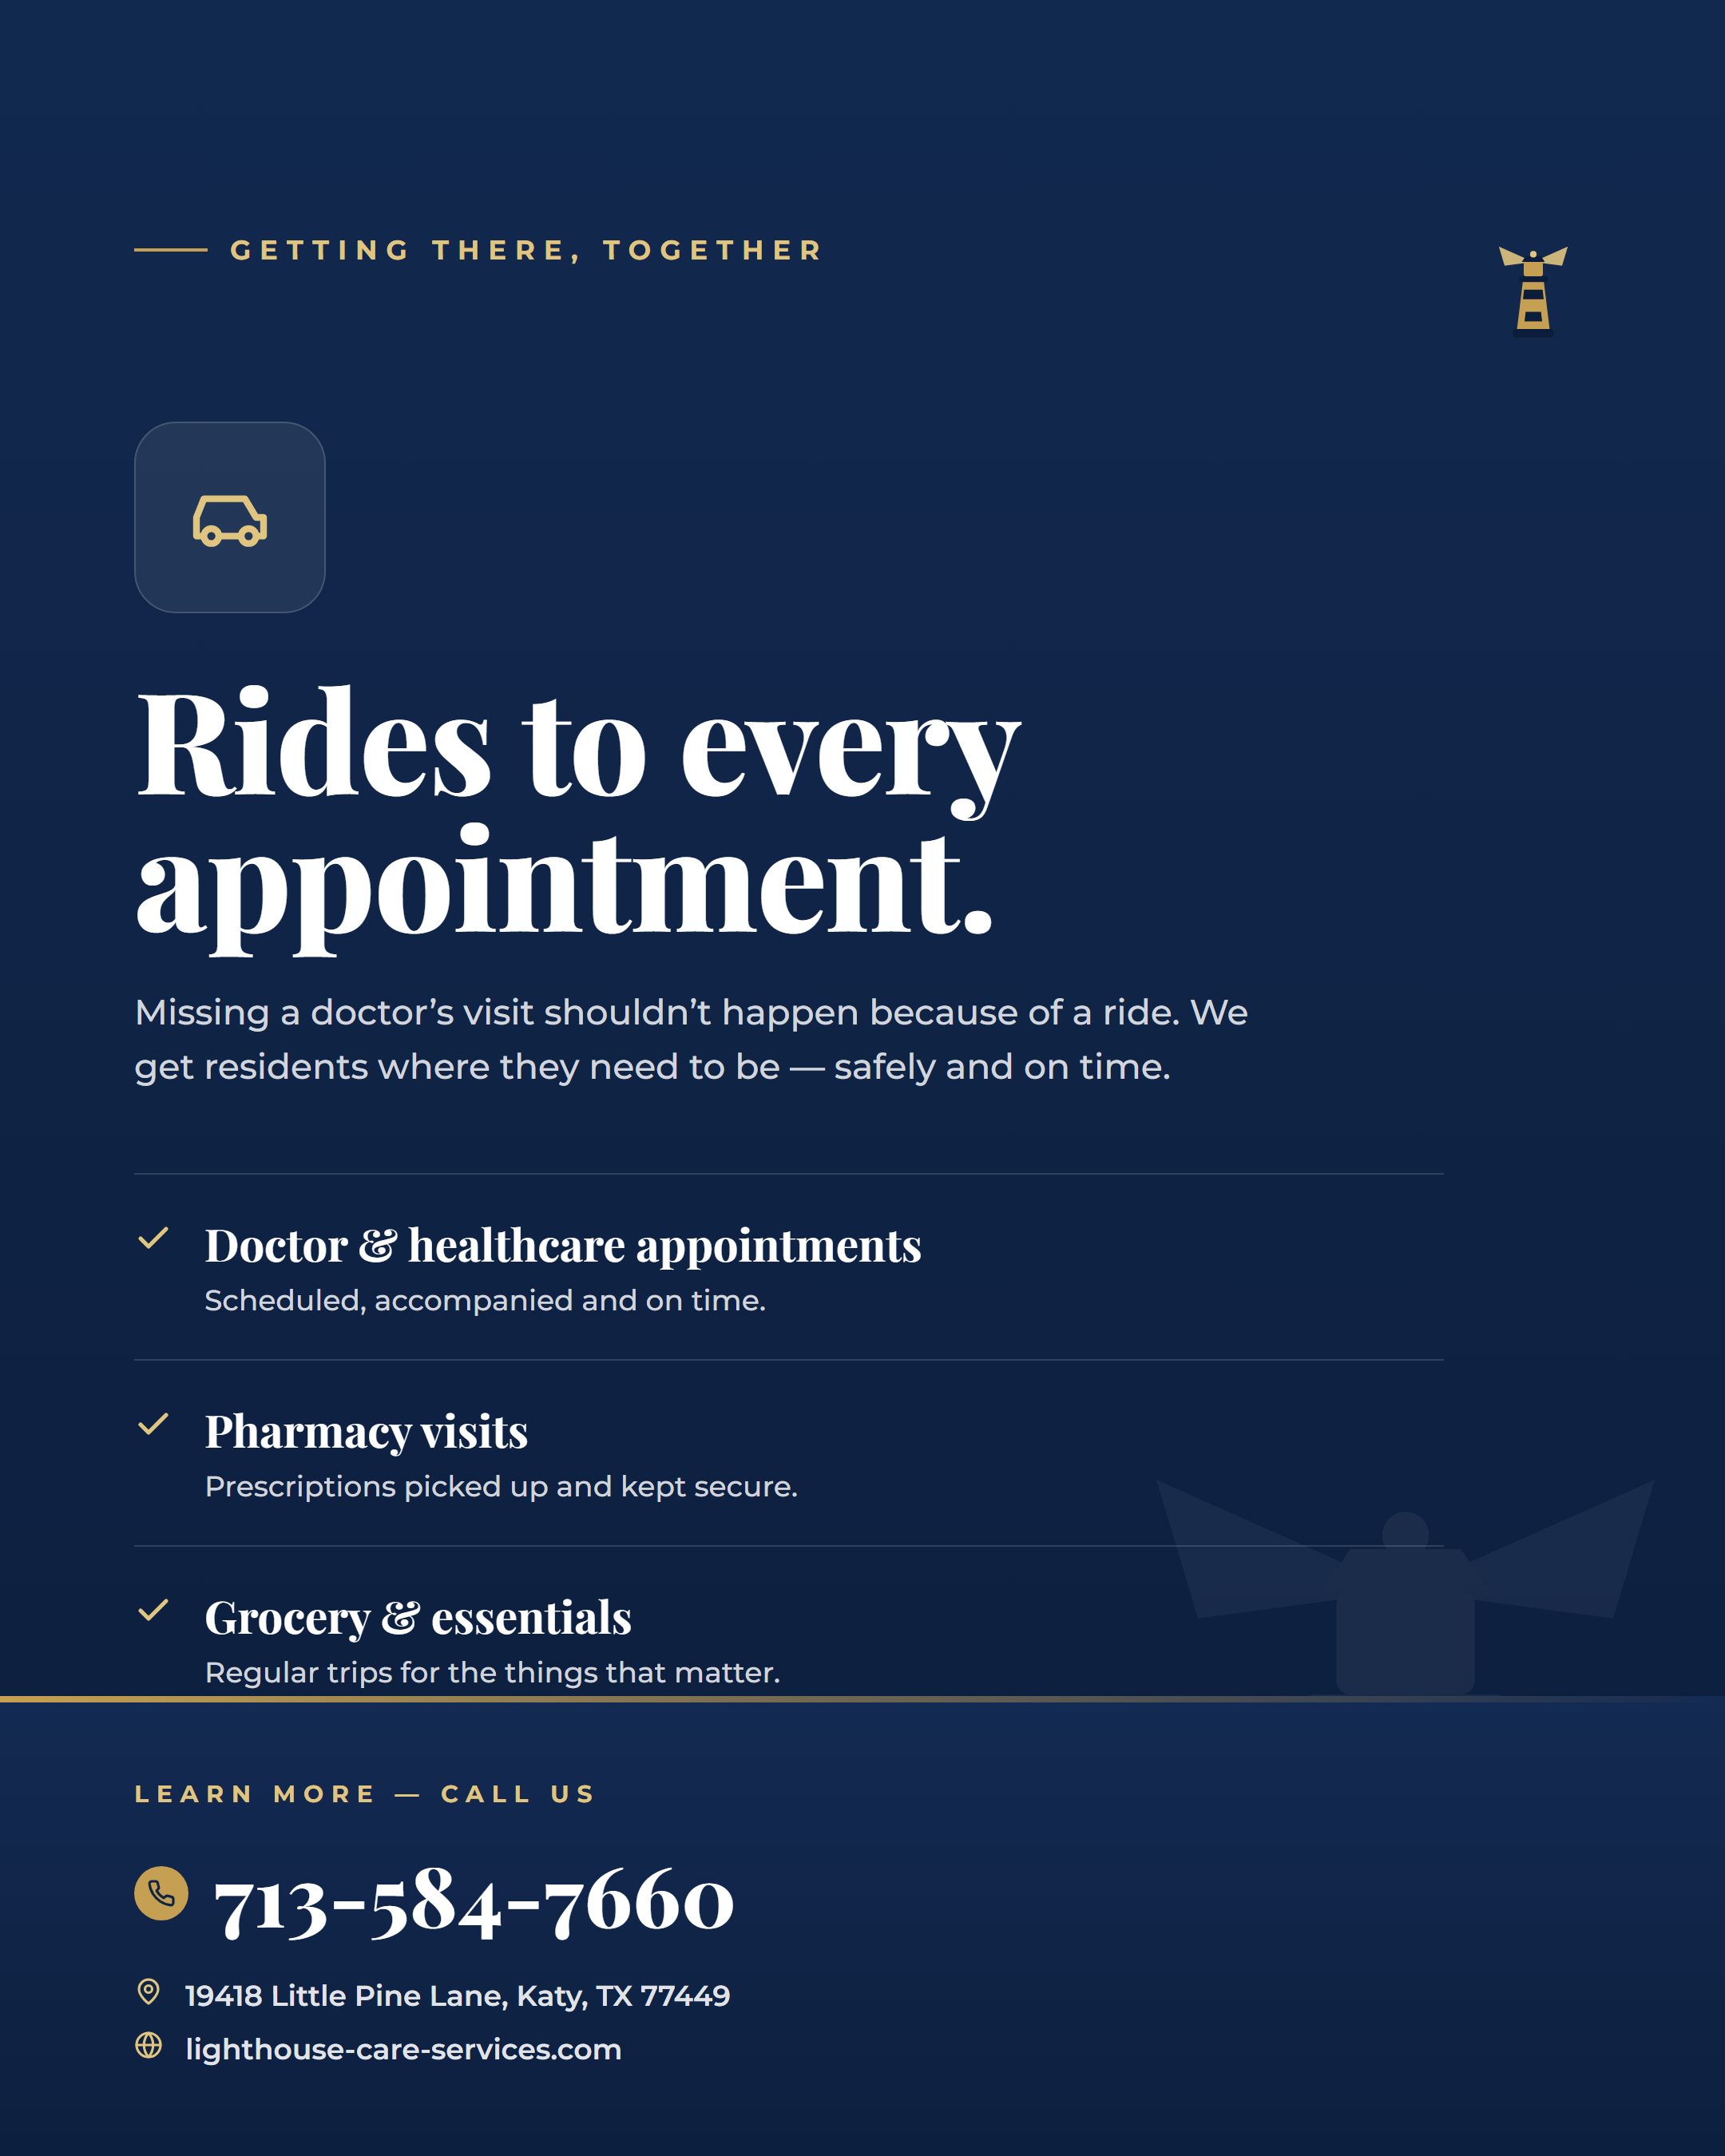 GETTING THERE, TOGETHER
Rides to every
appointment.
Missing a doctor’s visit shouldn’t happen because of a ride. We
get residents where they need to be — safely and on time.
Doctor & healthcare appointments
Scheduled, accompanied and on time.
Pharmacy visits
Prescriptions picked up and kept secure.
Grocery & essentials
Regular trips for the things that matter.
LEARN MORE — CALL US
713-584-7660
19418 Little Pine Lane, Katy, TX 77449
lighthouse-care-services.com